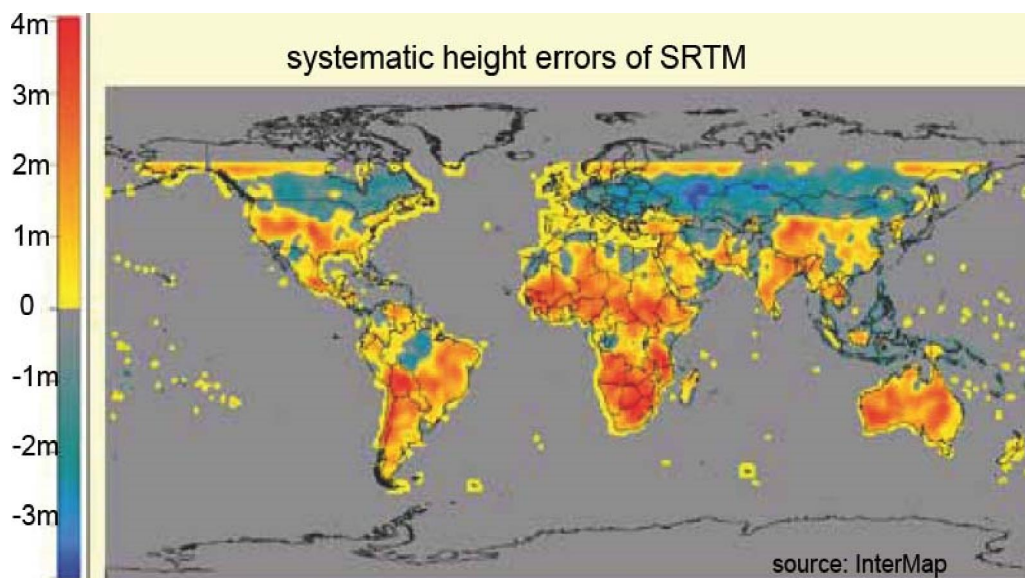 systematic height errors of SRTM
4m
3m
2m
1m
0
-1m
-2m
-3m
source: InterMap